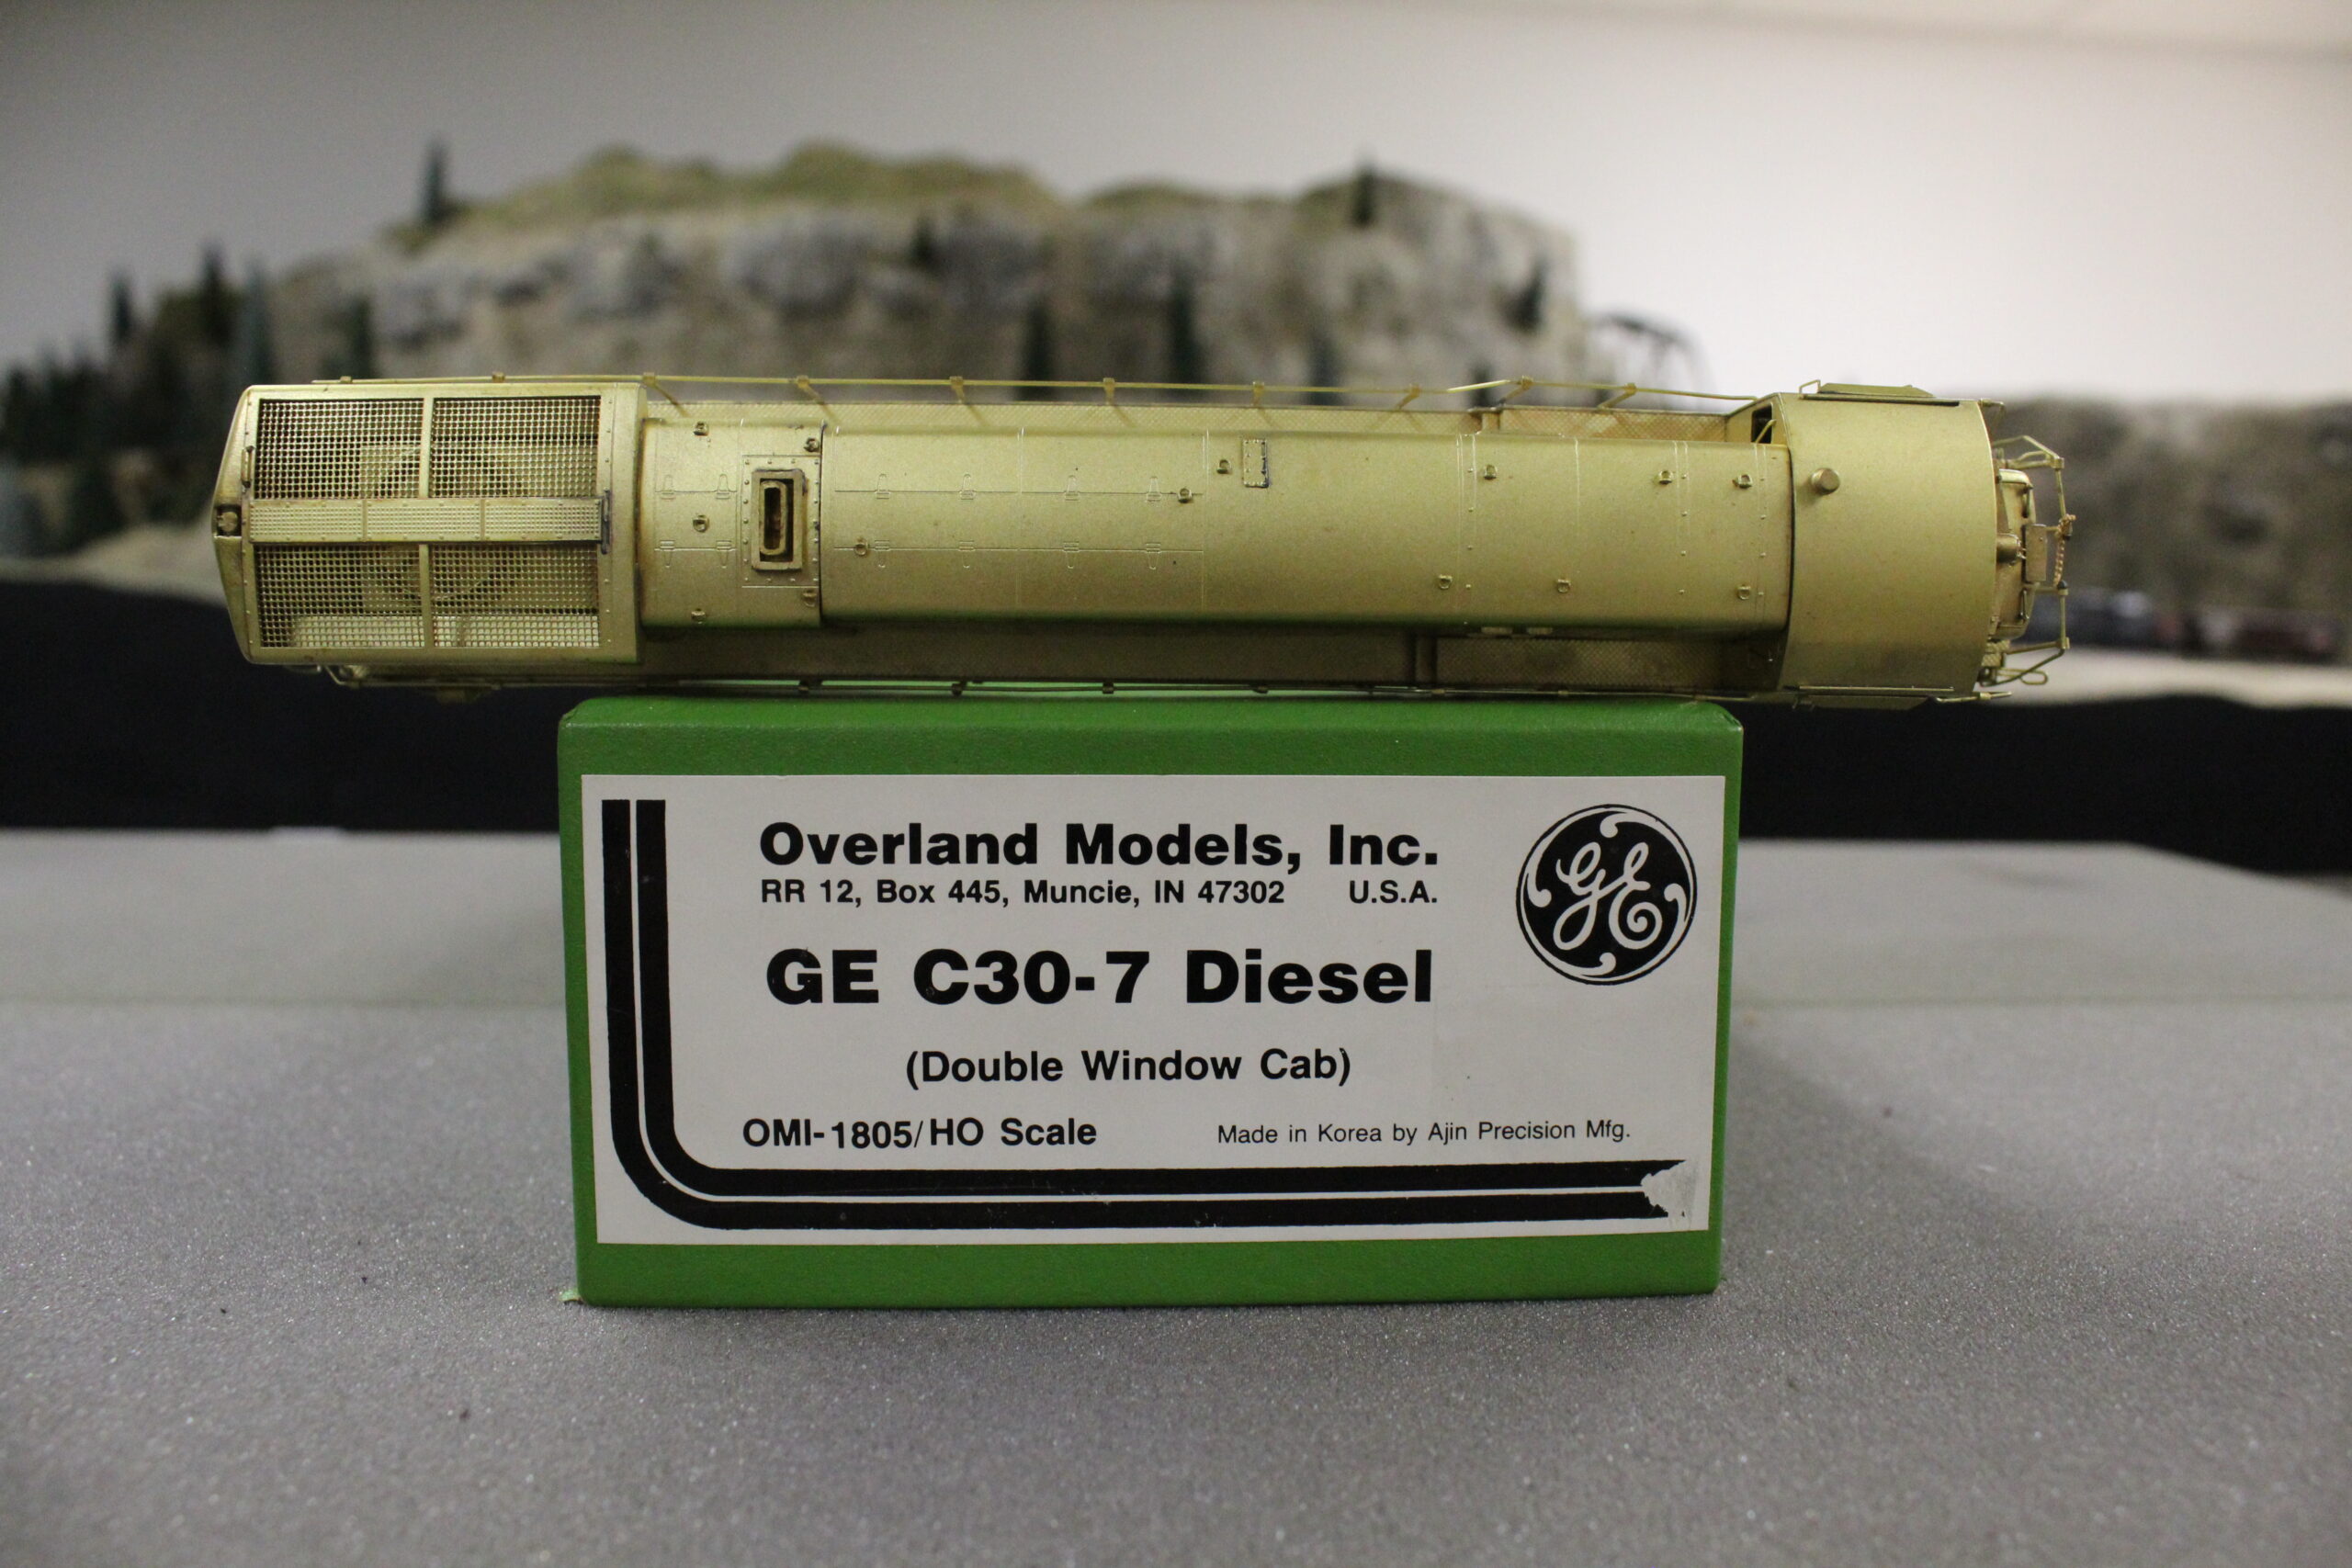 Overland Models, Inc.
RR 12, Box 445, Muncie, IN 47302 U.S.A.
GE
GE C30-7 Diesel
(Double Window Cab)
OMI-1805/HO Scale Made in Korea by Ajin Precision Mfg.